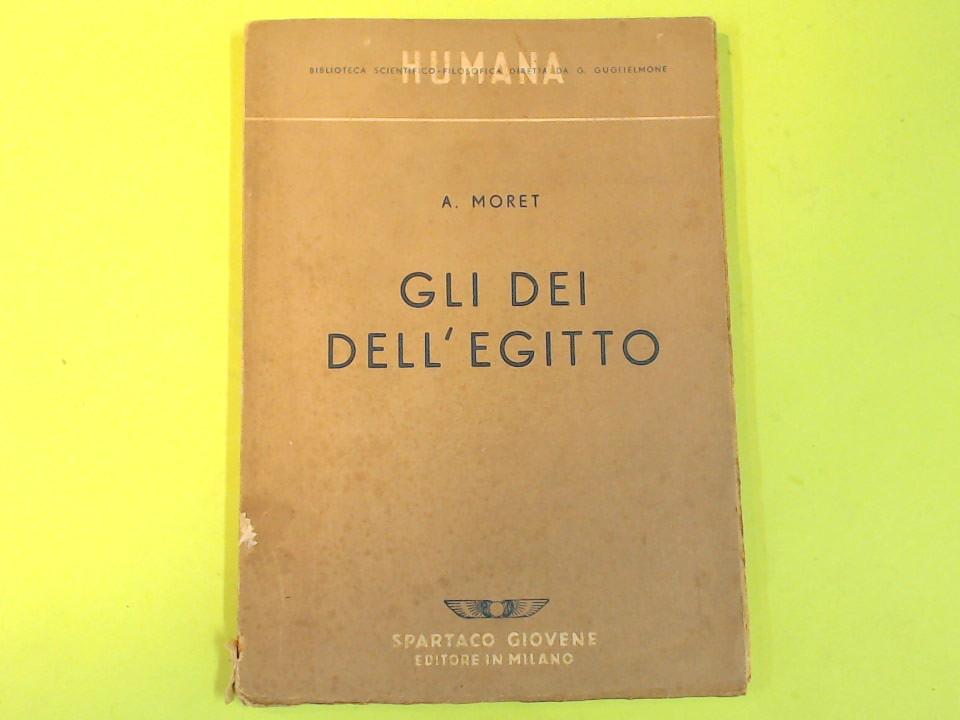 HUMANA
BIBLIOTECA SCIENTIFICO-FILOSOFICA DIRETTA DA G. GUGLIELMONE
A. MORET
GLI DEI
DELL'EGITTO
SPARTACO GIOVENE
EDITORE IN MILANO